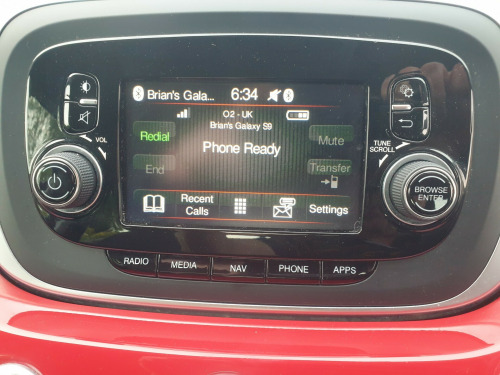 Brian's Gala... 6:34
O2 - UK
Brian's Galaxy S9
Redial
Mute
Phone Ready
End
Transfer
Recent
Calls
Settings
VOL
TUNE
SCROLL
BROWSE
ENTER
RADIO MEDIA NAV PHONE APPS